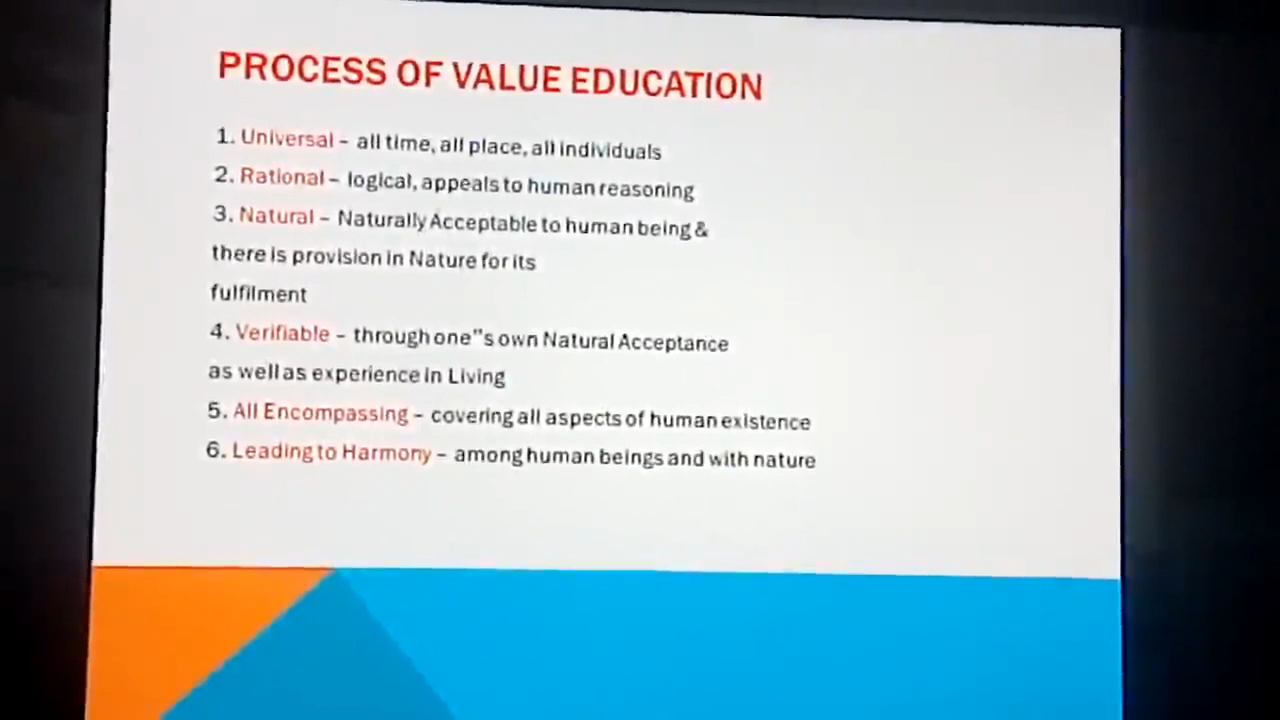 PROCESS OF VALUE EDUCATION
1. Universal – all time, all place, all individuals
2. Rational – logical, appeals to human reasoning
3. Natural – Naturally Acceptable to human being &
there is provision in Nature for its
fulfilment
4. Verifiable – through one"s own Natural Acceptance
as well as experience in Living
5. All Encompassing – covering all aspects of human existence
6. Leading to Harmony – among human beings and with nature